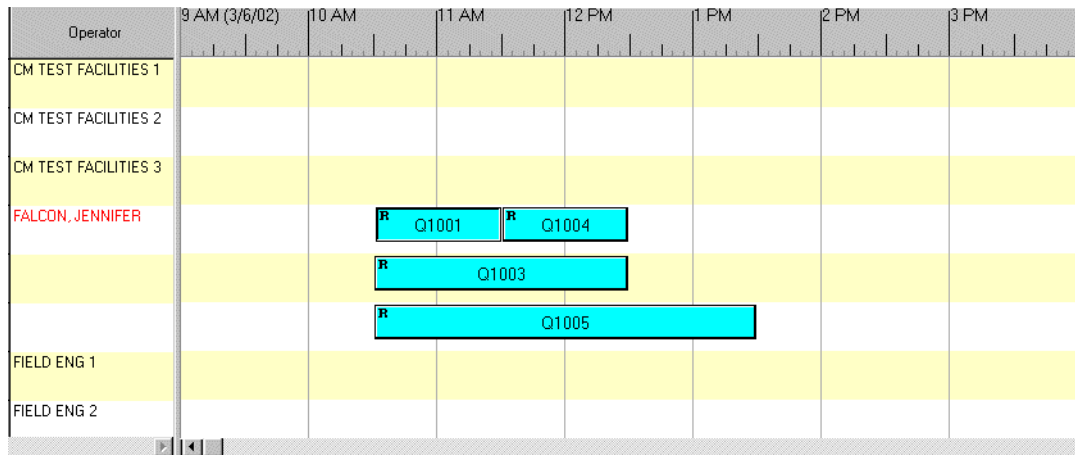 Operator 9 AM (3/6/02) 10 AM 11 AM 12 PM 1 PM 2 PM 3 PM
CM TEST FACILITIES 1
CM TEST FACILITIES 2
CM TEST FACILITIES 3
FALCON, JENNIFER R Q1001 R Q1004
R Q1003
R Q1005
FIELD ENG 1
FIELD ENG 2